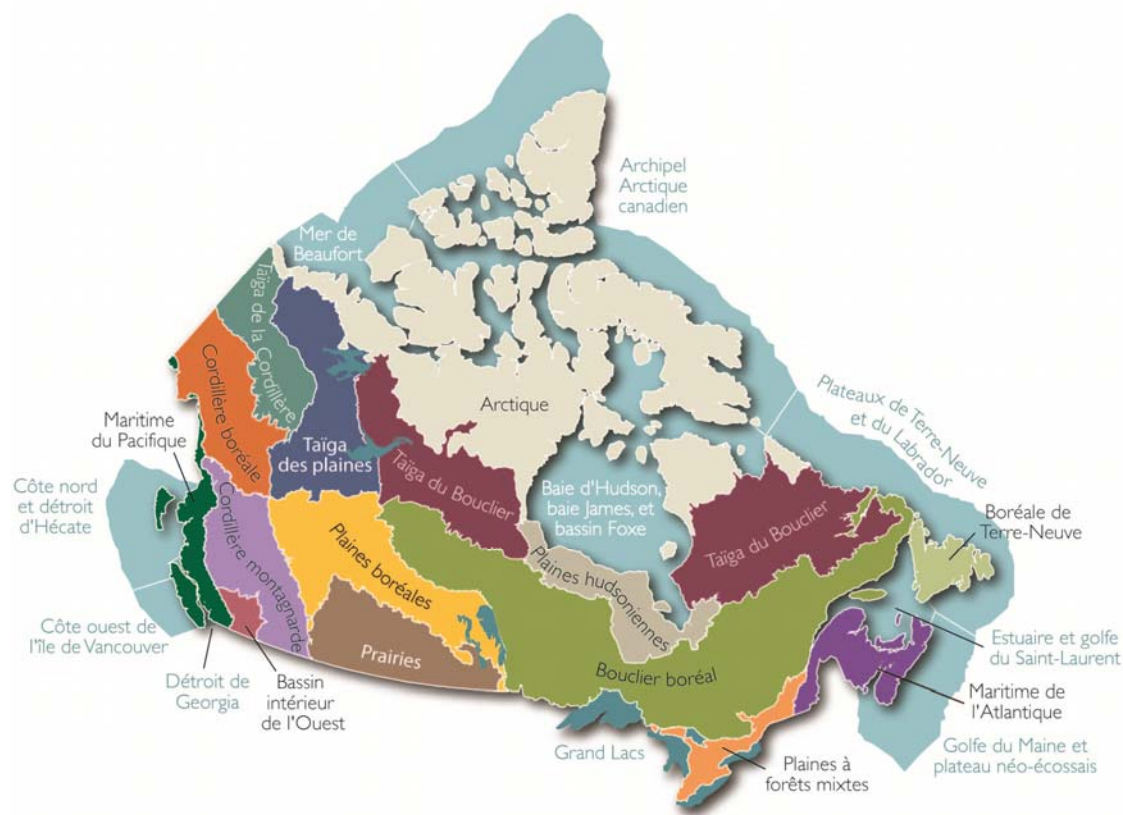 Archipel
Arctique
canadien
Mer de
Beaufort
Taïga de la Cordillère
Cordillère boréale
Maritime
du Pacifique
Taïga
des plaines
Arctique
Plateaux de Terre-Neuve
et du Labrador
Côte nord
et détroit
d'Hécate
Cordillère montagnarde
Taïga du Bouclier
Baie d'Hudson,
baie James, et
bassin Foxe
Taïga du Bouclier
Boréale de
Terre-Neuve
Plaines boréales
Plaines hudsoniennes
Côte ouest de
l'île de Vancouver
Prairies
Bouclier boréal
Estuaire et golfe
du Saint-Laurent
Détroit de
Georgia
Bassin
intérieur
de l'Ouest
Maritime de
l'Atlantique
Grand Lacs
Plaines à
forêts mixtes
Golfe du Maine et
plateau néo-écossais